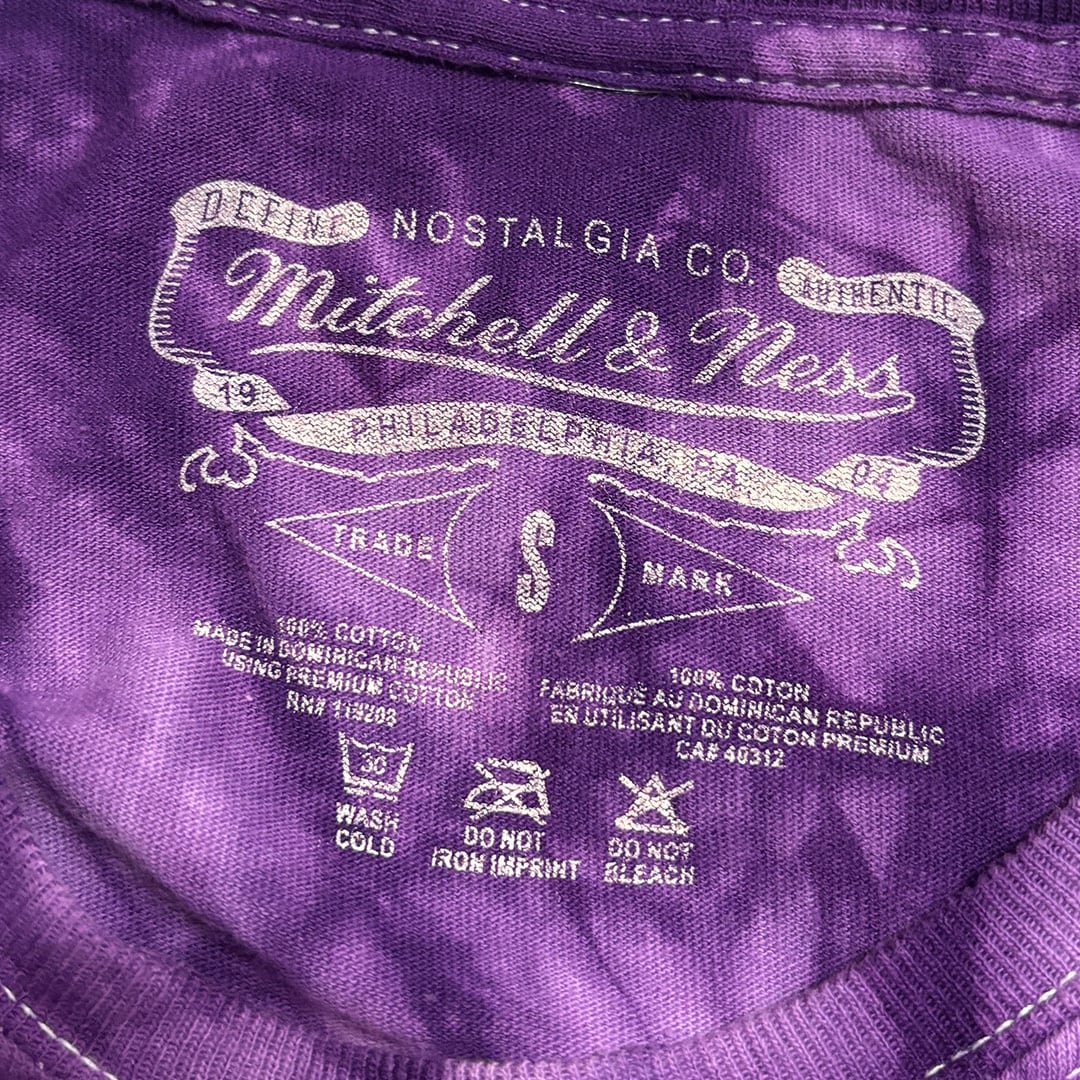 DEFINE NOSTALGIA CO. AUTHENTIC
Mitchell & Ness
19 PHILADELPHIA, PA. 04
TRADE S MARK
100% COTTON
MADE IN DOMINICAN REPUBLIC
USING PREMIUM COTTON
RN# 119208
100% COTON
FABRIQUE AU DOMINICAN REPUBLIC
EN UTILISANT DU COTON PREMIUM
CA# 40312
30
WASH
COLD
DO NOT
IRON IMPRINT
DO NOT
BLEACH